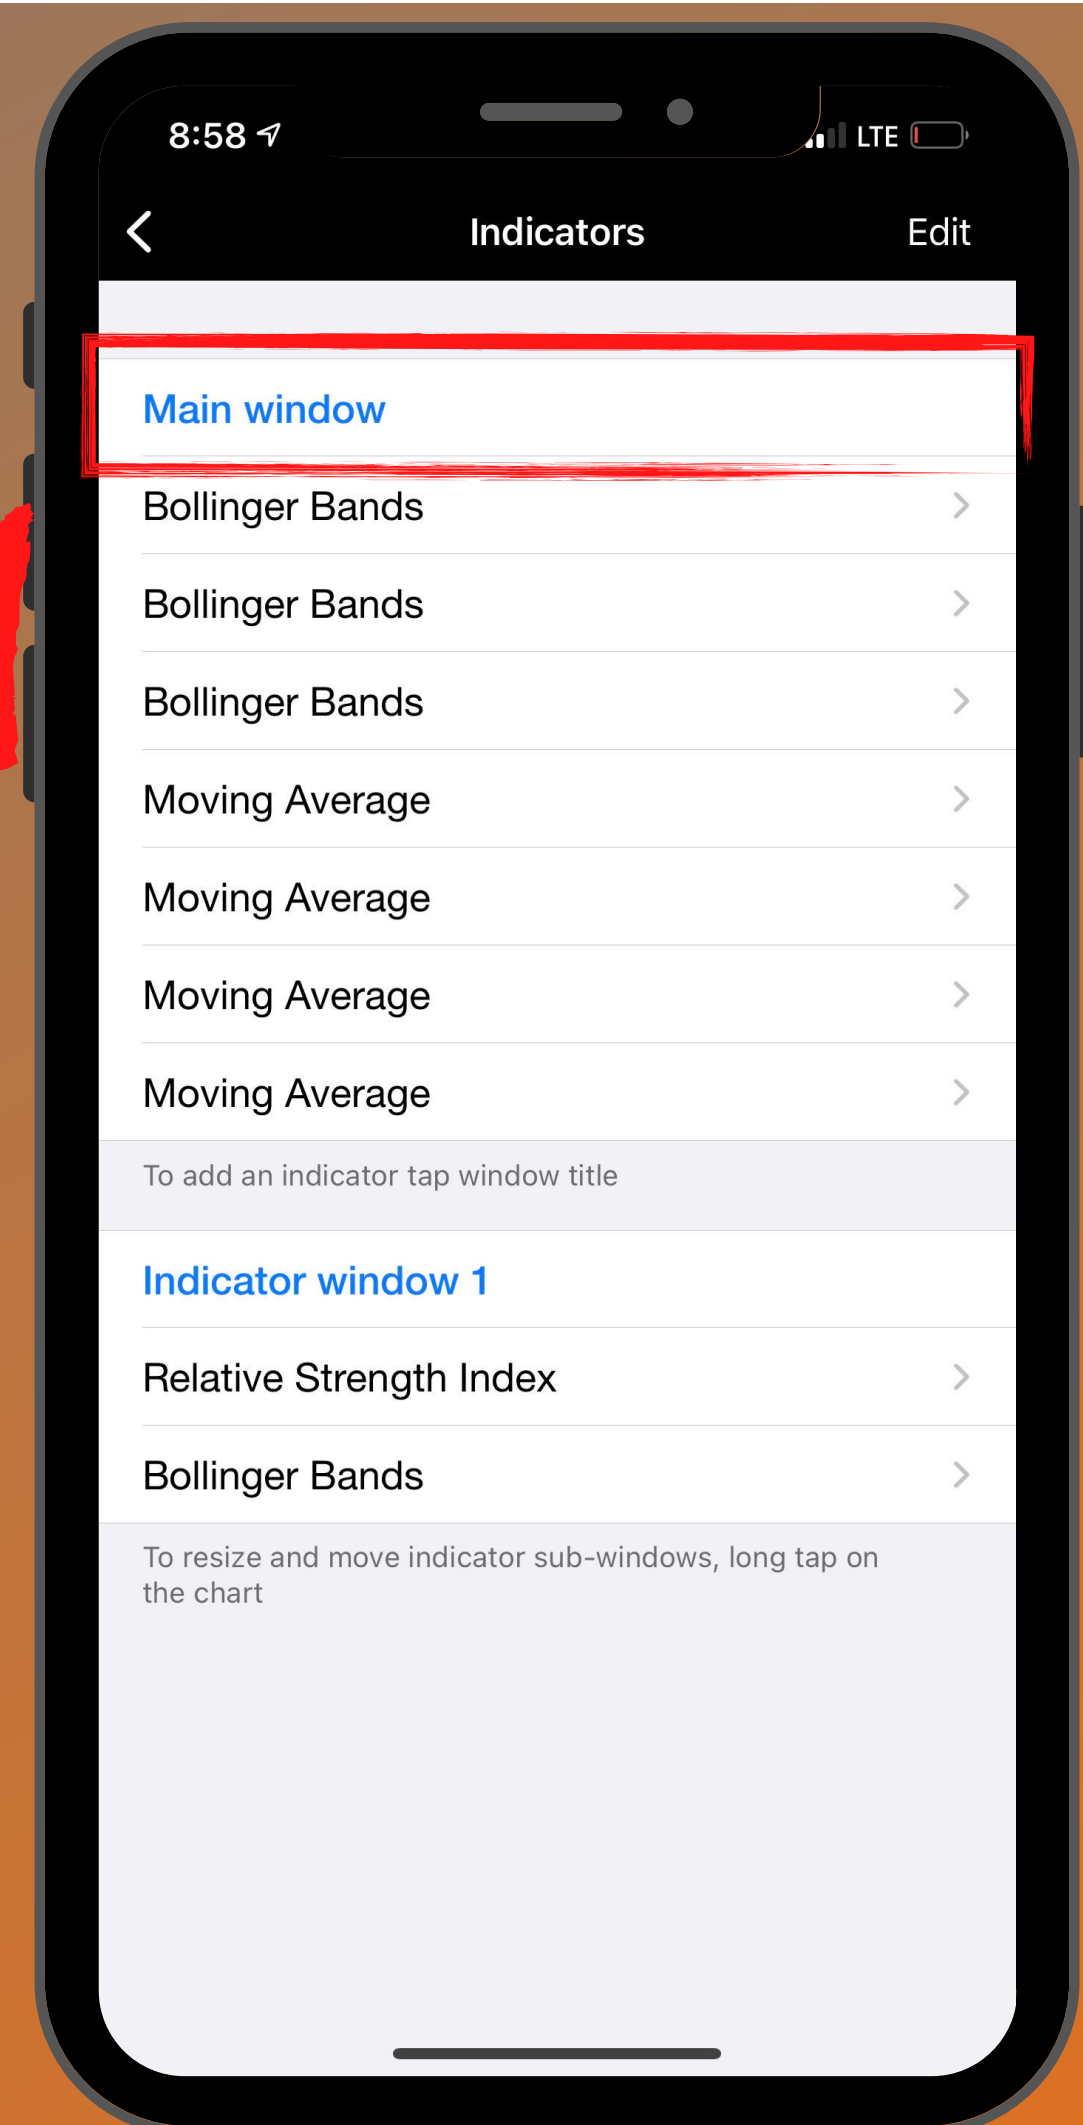 8:58
LTE
Indicators
Edit
Main window
Bollinger Bands
Bollinger Bands
Bollinger Bands
Moving Average
Moving Average
Moving Average
Moving Average
To add an indicator tap window title
Indicator window 1
Relative Strength Index
Bollinger Bands
To resize and move indicator sub-windows, long tap on
the chart